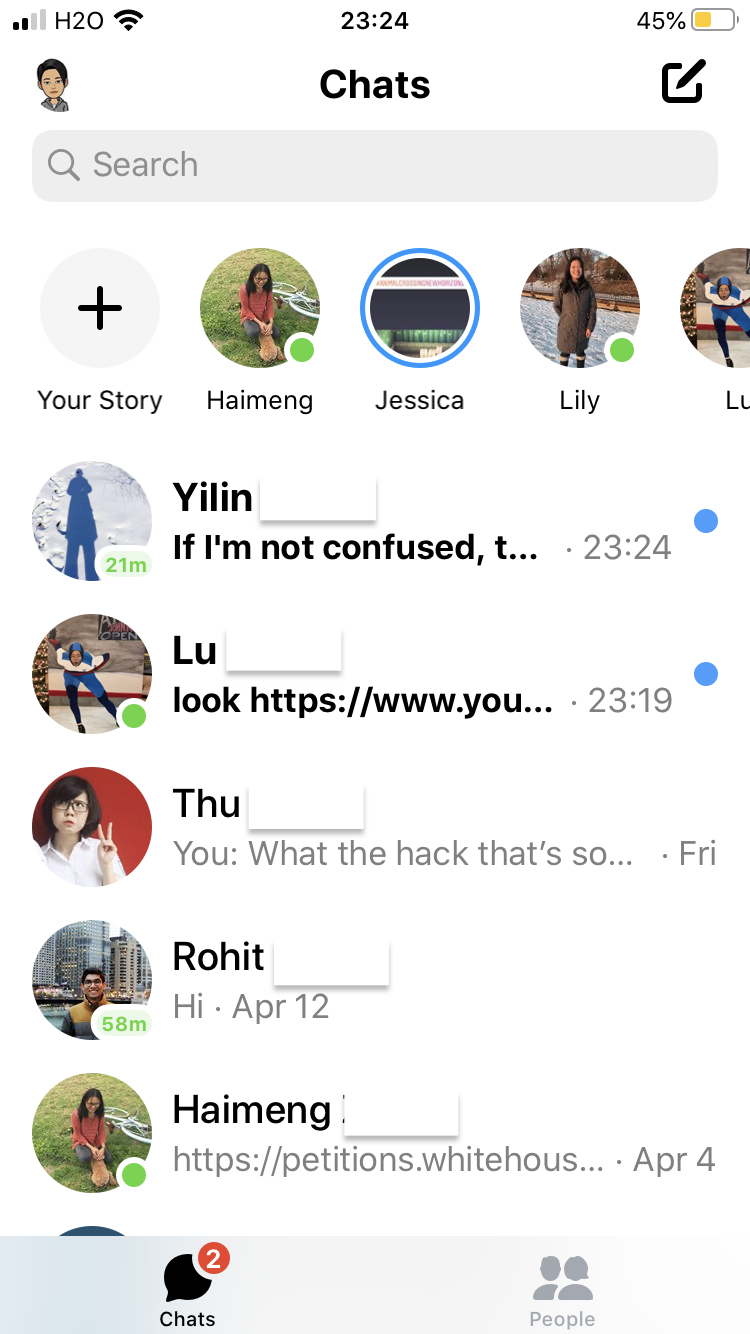 H2O 23:24 45%
Chats
Search
#ANIMALCROSSINGNEWHORIZONS
Your Story Haimeng Jessica Lily Lu
Yilin
21m If I'm not confused, t... · 23:24
OPEN
Lu
look https://www.you... · 23:19
Thu
You: What the hack that’s so... · Fri
Rohit
58m Hi · Apr 12
Haimeng
https://petitions.whitehous... · Apr 4
2
Chats People